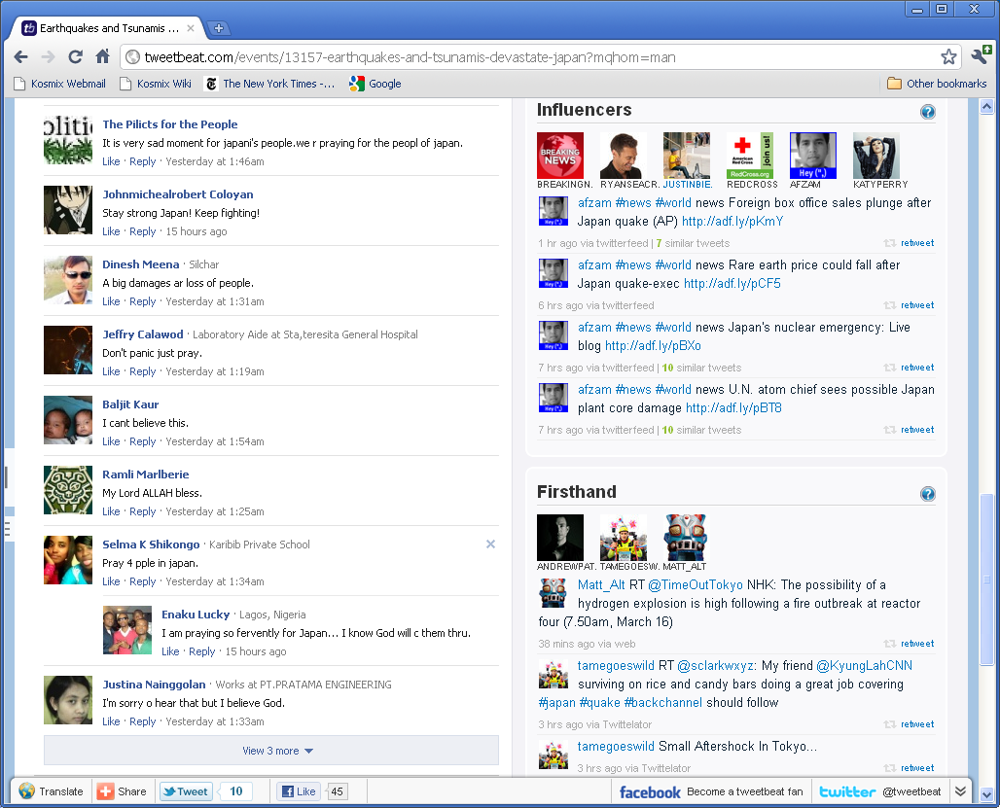 Earthquakes and Tsunamis ...
tweetbeat.com/events/13157-earthquakes-and-tsunamis-devastate-japan?mqhom=man
Kosmix Webmail
Kosmix Wiki
The New York Times -...
Google
Other bookmarks
The Pilicts for the People
It is very sad moment for japani's people.we r praying for the peopl of japan.
Like · Reply · Yesterday at 1:46am
Johnmichealrobert Coloyan
Stay strong Japan! Keep fighting!
Like · Reply · 15 hours ago
Dinesh Meena · Silchar
A big damages ar loss of people.
Like · Reply · Yesterday at 1:31am
Jeffry Calawod · Laboratory Aide at Sta,teresita General Hospital
Don't panic just pray.
Like · Reply · Yesterday at 1:19am
Baljit Kaur
I cant believe this.
Like · Reply · Yesterday at 1:54am
Ramli Marlberie
My Lord ALLAH bless.
Like · Reply · Yesterday at 1:25am
Selma K Shikongo · Karibib Private School
Pray 4 pple in japan.
Like · Reply · Yesterday at 1:34am
Enaku Lucky · Lagos, Nigeria
I am praying so fervently for Japan... I know God will c them thru.
Like · Reply · 15 hours ago
Justina Nainggolan · Works at PT.PRATAMA ENGINEERING
I'm sorry o hear that but I believe God.
Like · Reply · Yesterday at 1:33am
View 3 more
Influencers
BREAKING NEWS
American Red Cross
join us!
RedCross.org
Hey (",)
BREAKINGN. RYANSEACR. JUSTINBIE. REDCROSS AFZAM KATYPERRY
afzam #news #world news Foreign box office sales plunge after
Japan quake (AP) http://adf.ly/pKmY
1 hr ago via twitterfeed | 7 similar tweets retweet
afzam #news #world news Rare earth price could fall after
Japan quake-exec http://adf.ly/pCF5
6 hrs ago via twitterfeed retweet
afzam #news #world news Japan's nuclear emergency: Live
blog http://adf.ly/pBXo
7 hrs ago via twitterfeed | 10 similar tweets retweet
afzam #news #world news U.N. atom chief sees possible Japan
plant core damage http://adf.ly/pBT8
7 hrs ago via twitterfeed | 10 similar tweets retweet
Firsthand
ANDREWPAT. TAMEGOESW. MATT_ALT
Matt_Alt RT @TimeOutTokyo NHK: The possibility of a
hydrogen explosion is high following a fire outbreak at reactor
four (7.50am, March 16)
38 mins ago via web retweet
tamegoeswild RT @sclarkwxyz: My friend @KyungLahCNN
surviving on rice and candy bars doing a great job covering
#japan #quake #backchannel should follow
3 hrs ago via Twittelator retweet
tamegoeswild Small Aftershock In Tokyo...
3 hrs ago via Twittelator retweet
Translate Share Tweet 10 Like 45 facebook Become a tweetbeat fan twitter @tweetbeat